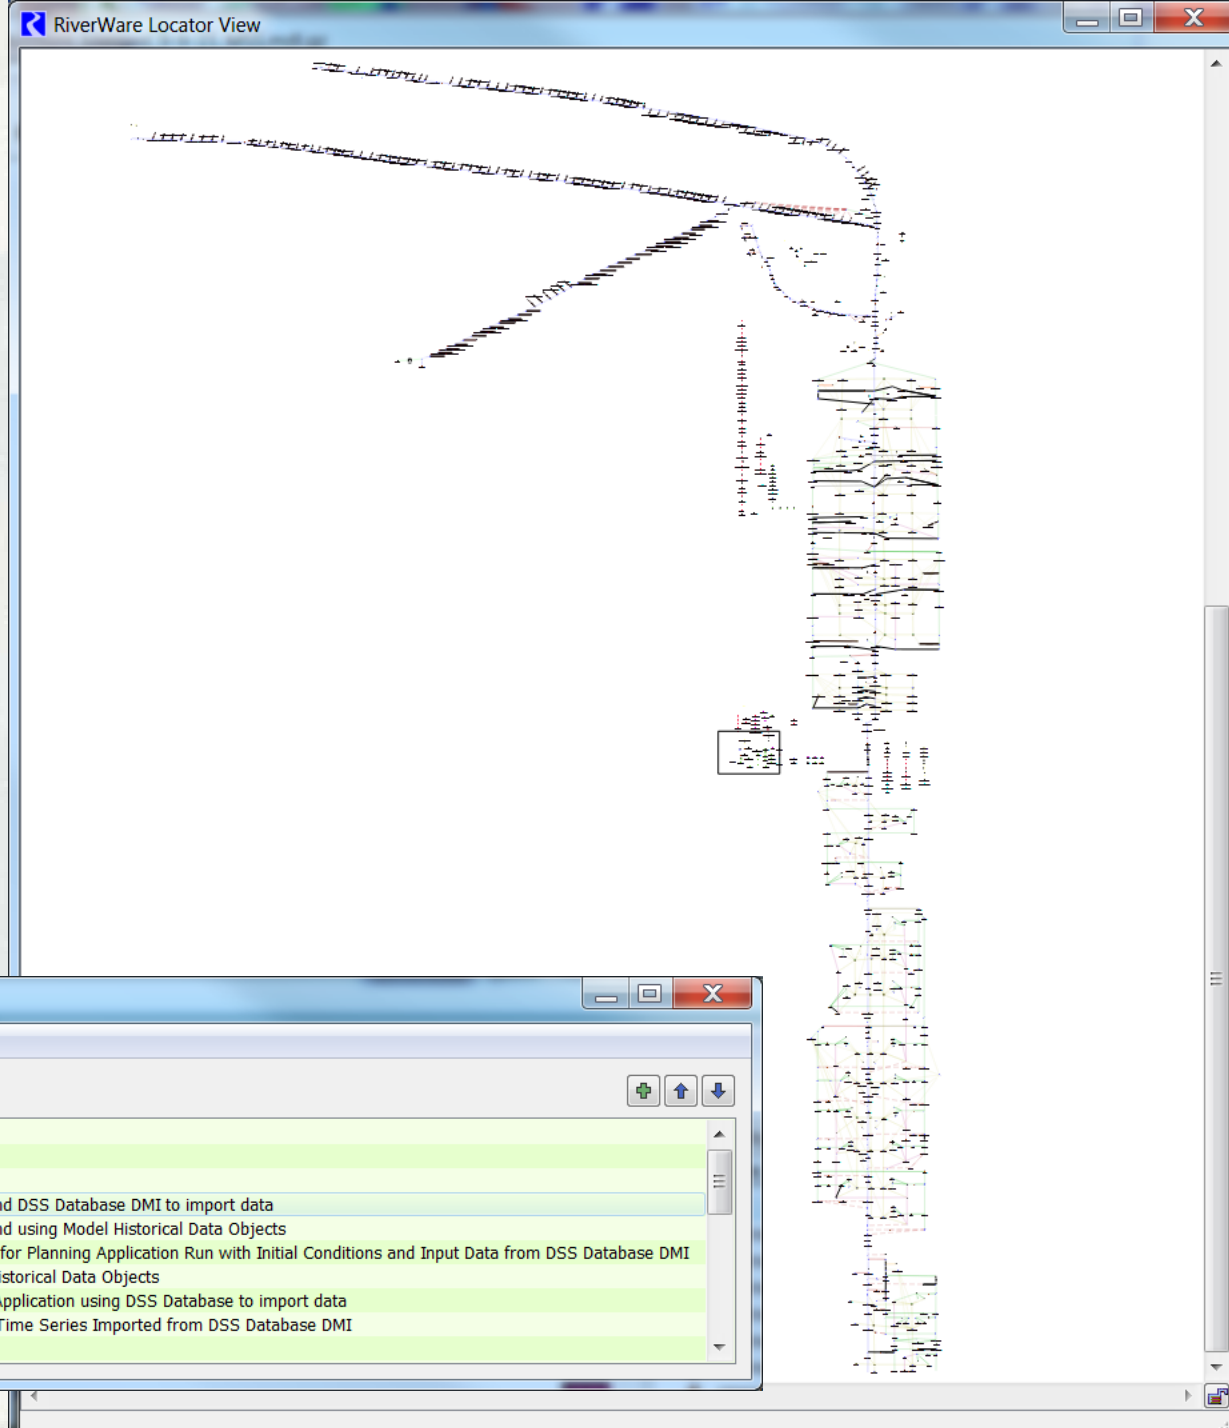 RiverWare Locator View
nd DSS Database DMI to import data
nd using Model Historical Data Objects
for Planning Application Run with Initial Conditions and Input Data from DSS Database DMI
istorical Data Objects
Application using DSS Database to import data
Time Series Imported from DSS Database DMI